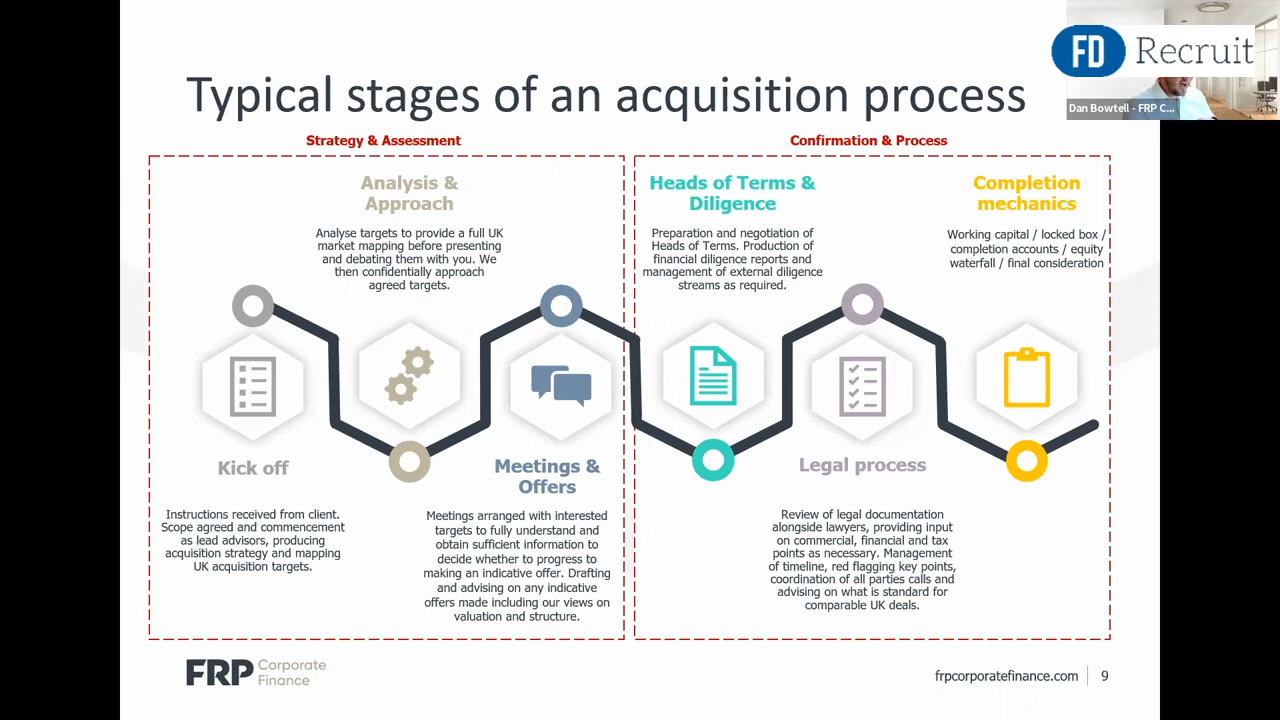 FD Recruit
Dan Bowtell - FRP C...
Typical stages of an acquisition process
Strategy & Assessment
Confirmation & Process
Analysis &
Approach
Analyse targets to provide a full UK
market mapping before presenting
and debating them with you. We
then confidentially approach
agreed targets.
Heads of Terms &
Diligence
Preparation and negotiation of
Heads of Terms. Production of
financial diligence reports and
management of external diligence
streams as required.
Completion
mechanics
Working capital / locked box /
completion accounts / equity
waterfall / final consideration
Kick off
Instructions received from client.
Scope agreed and commencement
as lead advisors, producing
acquisition strategy and mapping
UK acquisition targets.
Meetings &
Offers
Meetings arranged with interested
targets to fully understand and
obtain sufficient information to
decide whether to progress to
making an indicative offer. Drafting
and advising on any indicative
offers made including our views on
valuation and structure.
Legal process
Review of legal documentation
alongside lawyers, providing input
on commercial, financial and tax
points as necessary. Management
of timeline, red flagging key points,
coordination of all parties calls and
advising on what is standard for
comparable UK deals.
FRP Corporate
Finance
frpcorporatefinance.com 9